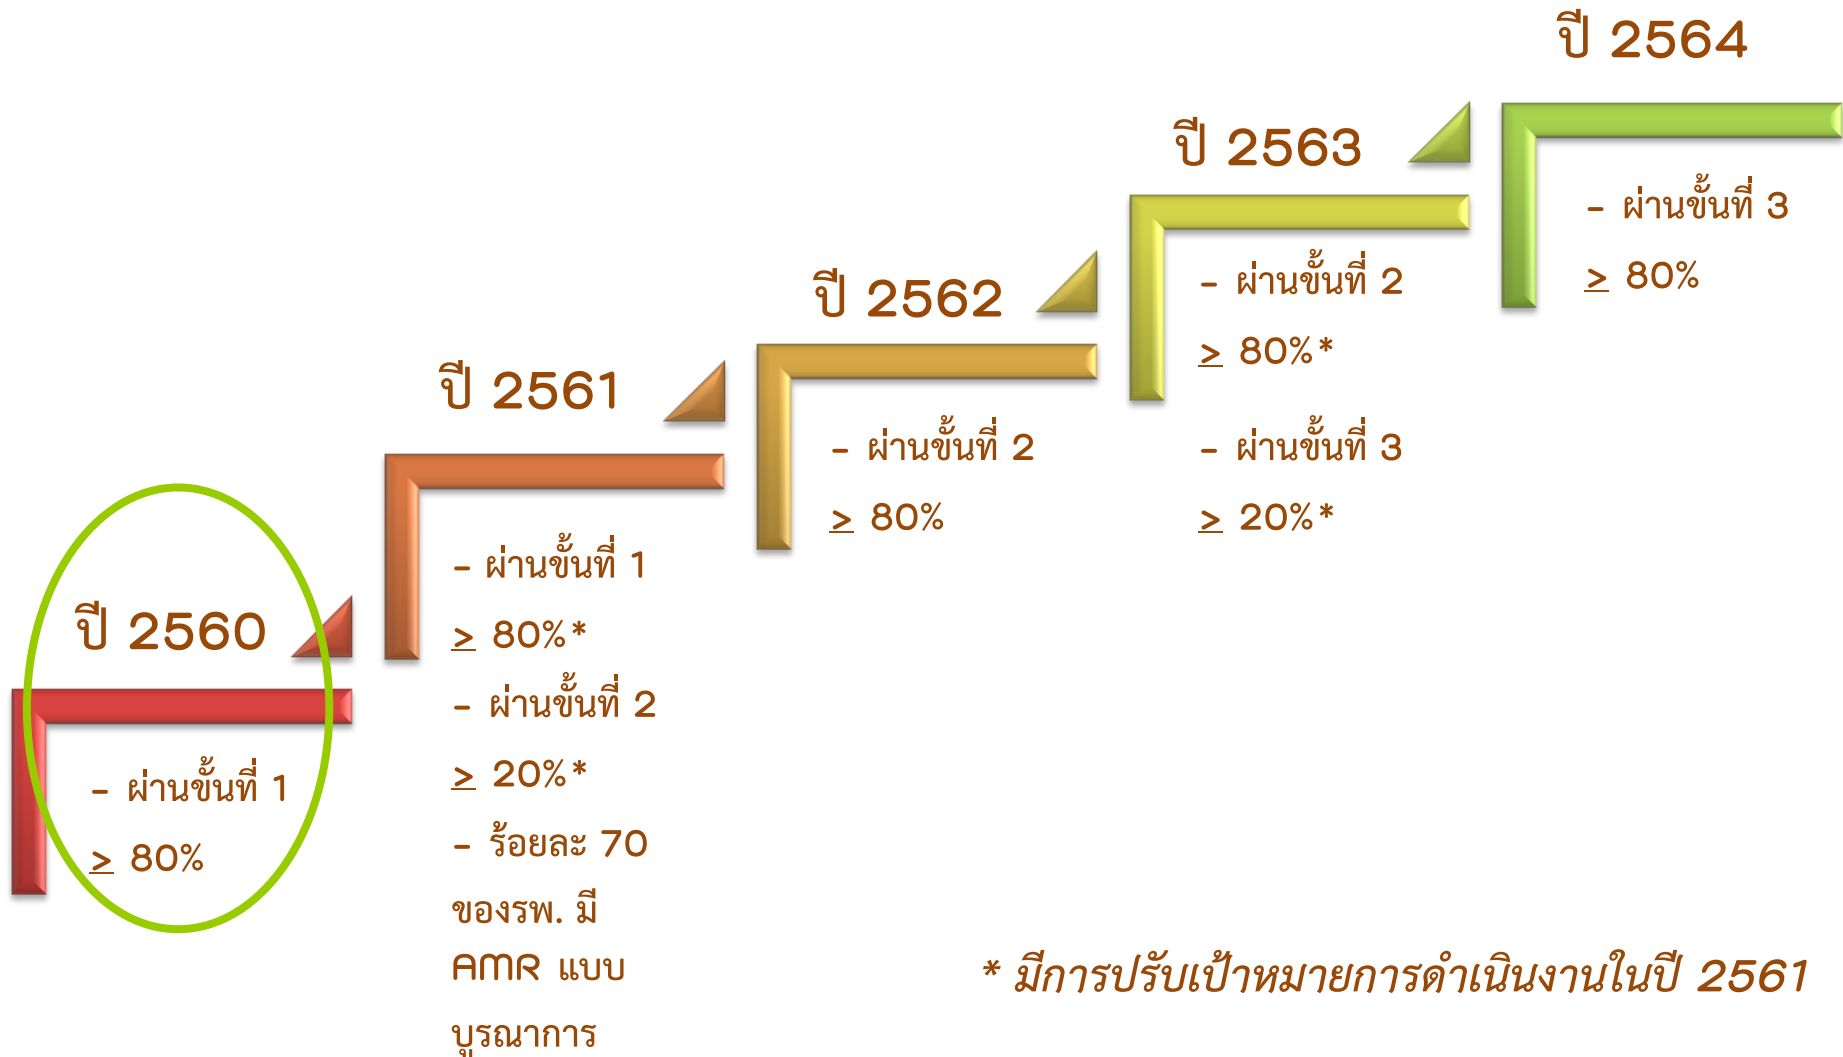 ปี 2560
- ผ่านขั้นที่ 1
≥ 80%
ปี 2561
- ผ่านขั้นที่ 1
≥ 80%*
- ผ่านขั้นที่ 2
≥ 20%*
- ร้อยละ 70
ของรพ. มี
AMR แบบ
บูรณาการ
ปี 2562
- ผ่านขั้นที่ 2
≥ 80%
ปี 2563
- ผ่านขั้นที่ 2
≥ 80%*
- ผ่านขั้นที่ 3
≥ 20%*
ปี 2564
- ผ่านขั้นที่ 3
≥ 80%
* มีการปรับเป้าหมายการดำเนินงานในปี 2561